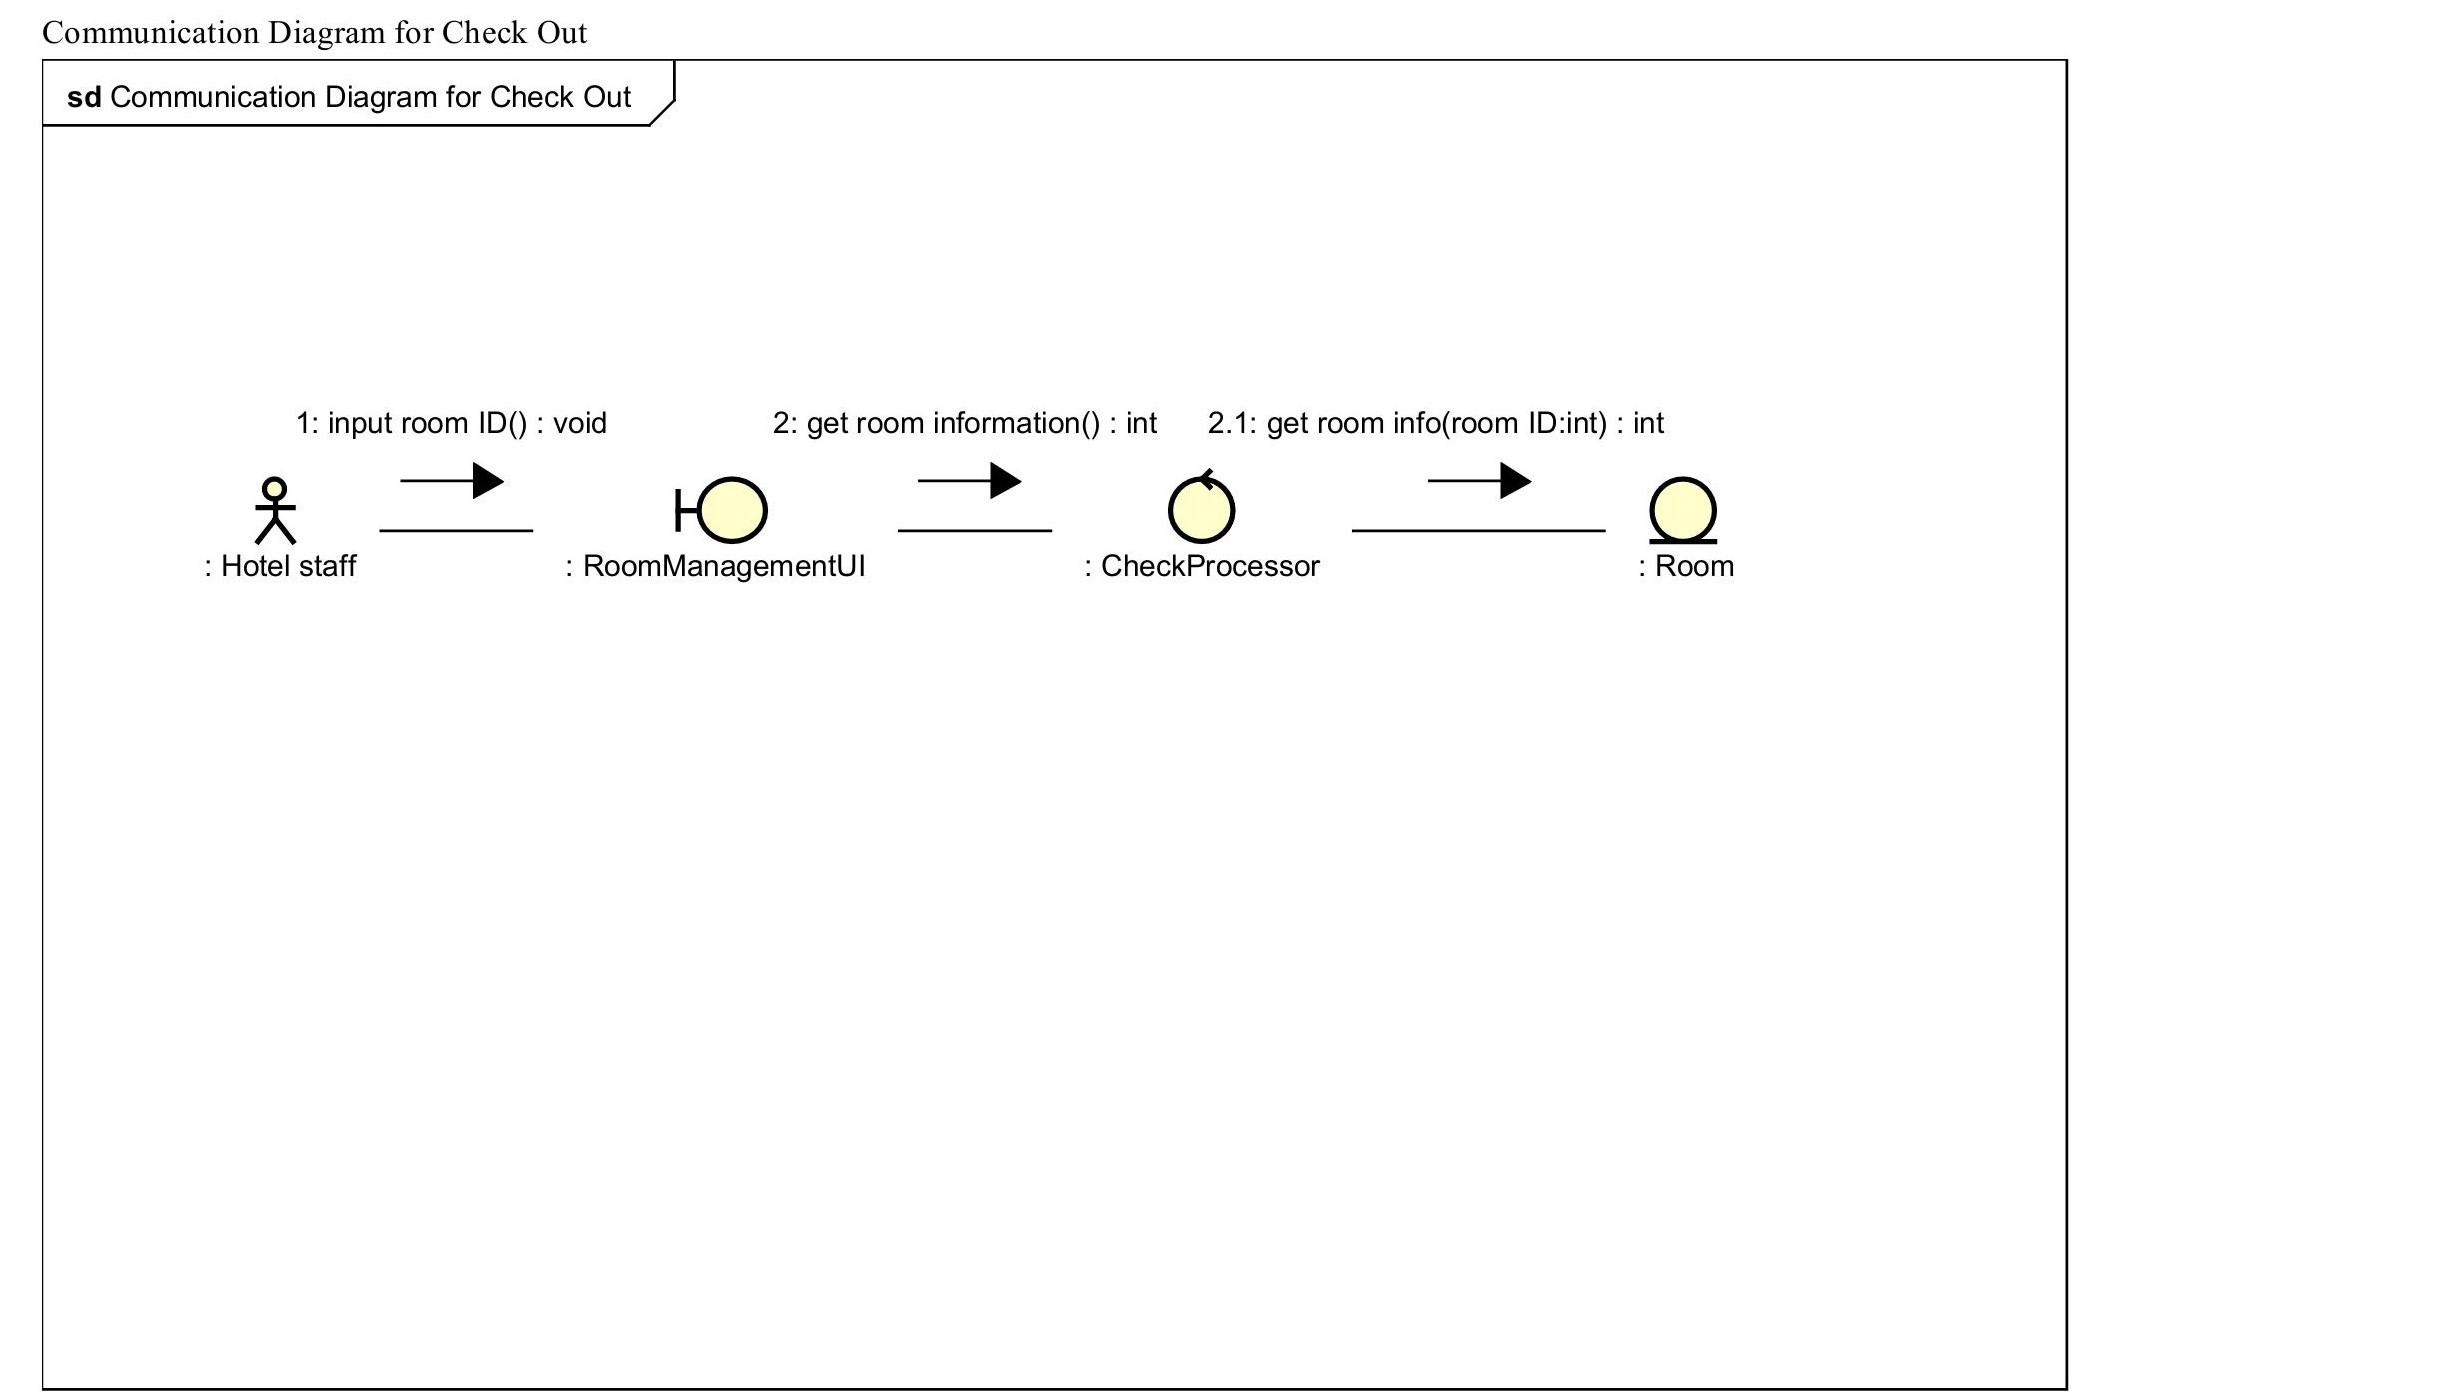 Communication Diagram for Check Out
sd Communication Diagram for Check Out
1: input room ID() : void
2: get room information() : int
2.1: get room info(room ID:int) : int
: Hotel staff
: RoomManagementUI
: CheckProcessor
: Room